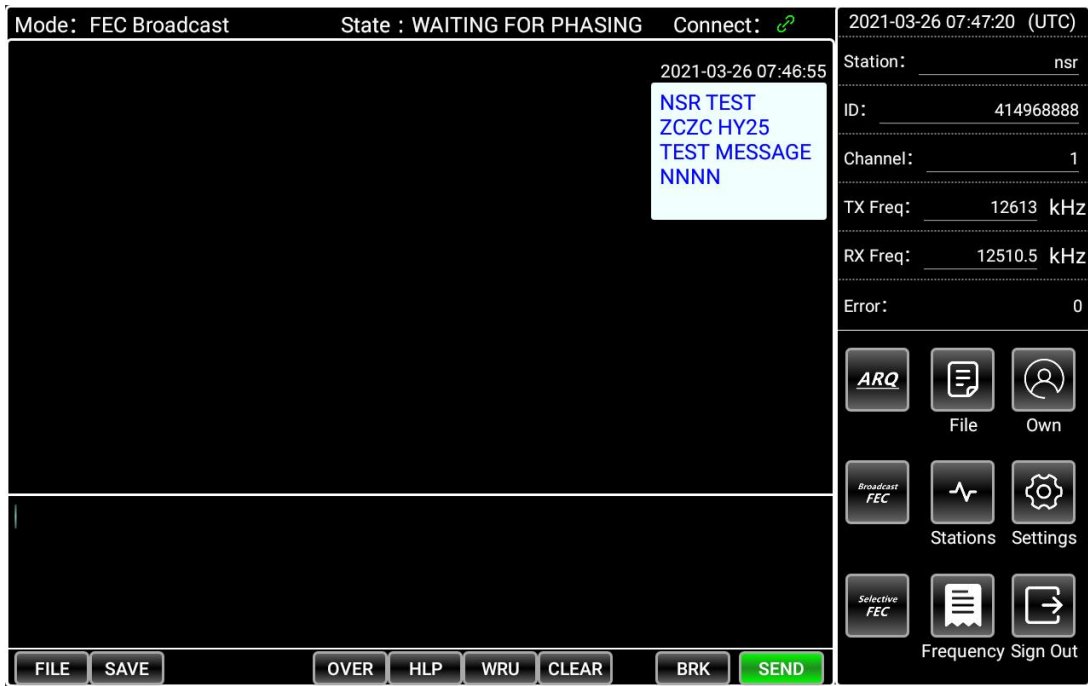 Mode: FEC Broadcast State : WAITING FOR PHASING Connect:
2021-03-26 07:46:55
NSR TEST
ZCZC HY25
TEST MESSAGE
NNNN
FILE SAVE OVER HLP WRU CLEAR BRK SEND
2021-03-26 07:47:20 (UTC)
Station: nsr
ID: 414968888
Channel: 1
TX Freq: 12613 kHz
RX Freq: 12510.5 kHz
Error: 0
ARQ
File Own
Broadcast
FEC
Stations Settings
Selective
FEC
Frequency Sign Out